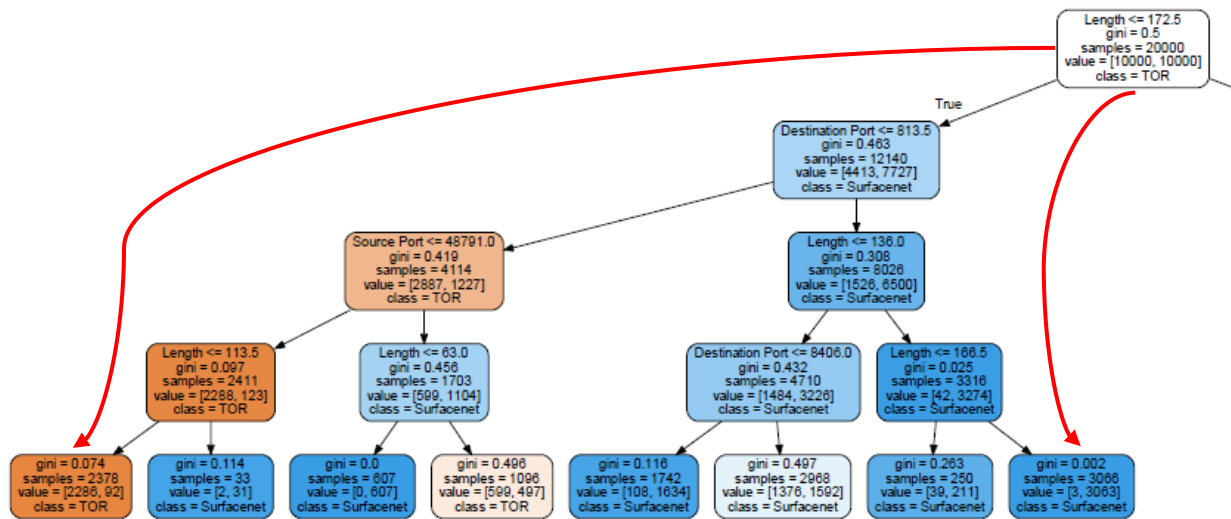 Length <= 172.5
gini = 0.5
samples = 20000
value = [10000, 10000]
class = TOR
True
Destination Port <= 813.5
gini = 0.463
samples = 12140
value = [4413, 7727]
class = Surfacenet
Source Port <= 48791.0
gini = 0.419
samples = 4114
value = [2887, 1227]
class = TOR
Length <= 136.0
gini = 0.308
samples = 8026
value = [1526, 6500]
class = Surfacenet
Length <= 113.5
gini = 0.097
samples = 2411
value = [2288, 123]
class = TOR
Length <= 63.0
gini = 0.456
samples = 1703
value = [599, 1104]
class = Surfacenet
Destination Port <= 8406.0
gini = 0.432
samples = 4710
value = [1484, 3226]
class = Surfacenet
Length <= 166.5
gini = 0.025
samples = 3316
value = [42, 3274]
class = Surfacenet
gini = 0.074
samples = 2378
value = [2286, 92]
class = TOR
gini = 0.114
samples = 33
value = [2, 31]
class = Surfacenet
gini = 0.0
samples = 607
value = [0, 607]
class = Surfacenet
gini = 0.496
samples = 1096
value = [599, 497]
class = TOR
gini = 0.116
samples = 1742
value = [108, 1634]
class = Surfacenet
gini = 0.497
samples = 2968
value = [1376, 1592]
class = Surfacenet
gini = 0.263
samples = 250
value = [39, 211]
class = Surfacenet
gini = 0.002
samples = 3066
value = [3, 3063]
class = Surfacenet